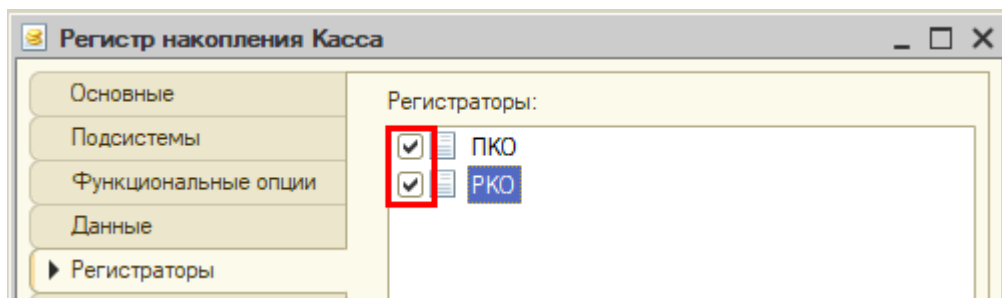 Регистр накопления Касса
Основные
Подсистемы
Функциональные опции
Данные
Регистраторы
Регистраторы:
ПКО
РКО